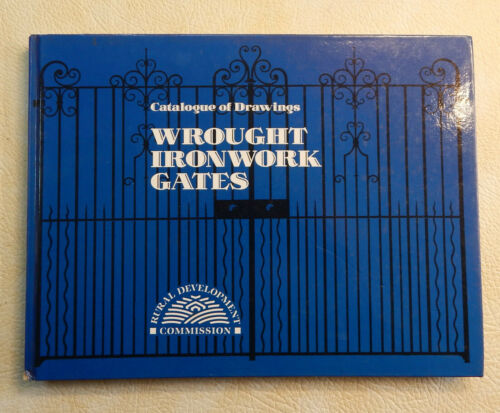 Catalogue of Drawings
WROUGHT
IRONWORK
GATES
RURAL DEVELOPMENT
COMMISSION